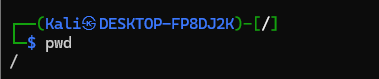 ┌──(Kali㉿DESKTOP-FP8DJ2K)-[/]
└─$ pwd
/